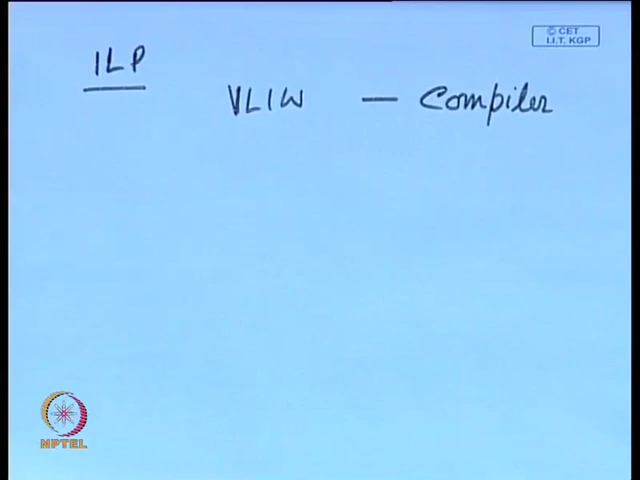 © CET
I.I.T. KGP
ILP
VLIW — Compiler
NPTEL